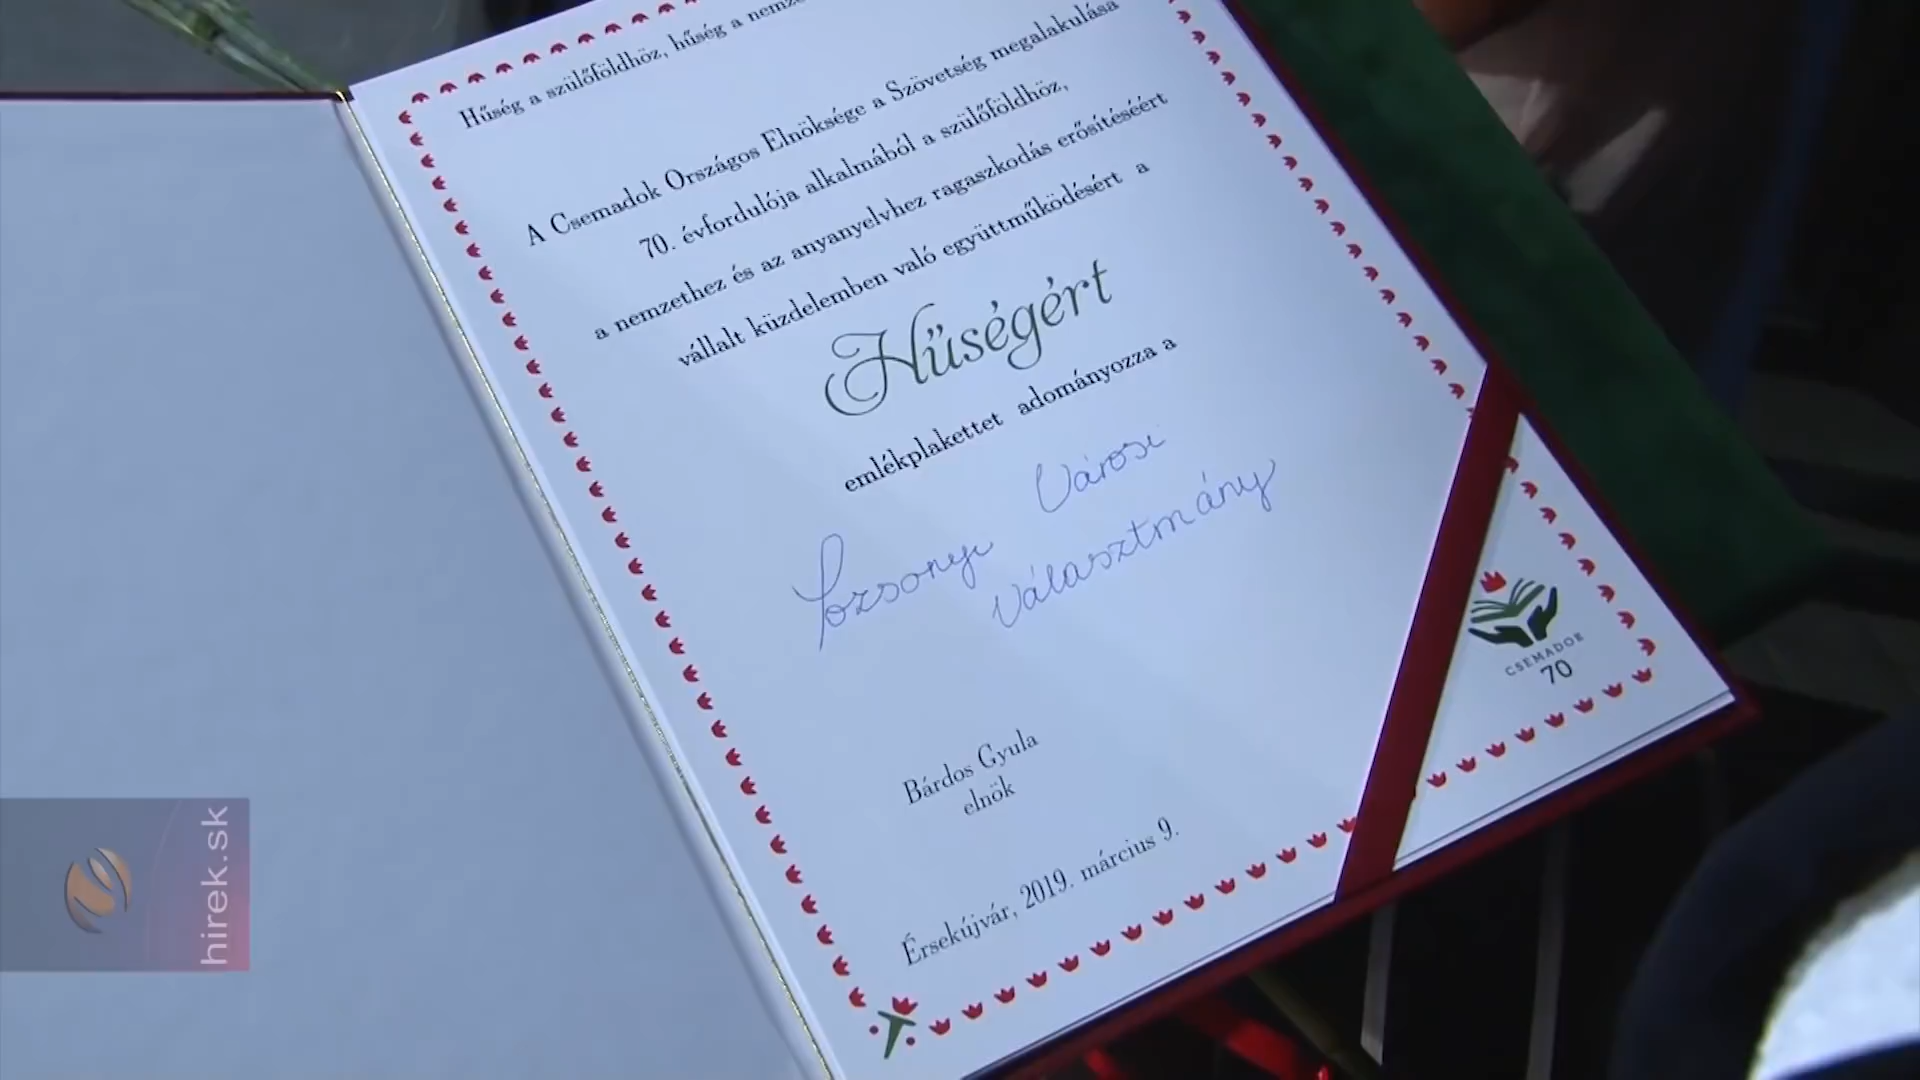 Hűség a szülőföldhöz, hűség a
A Csemadok Országos Elnöksége a Szövetség megalakulása
70. évfordulója alkalmából a szülőföldhöz,
a nemzethez és az anyanyelvhez ragaszkodás erősítéséért
vállalt küzdelemben való együttműködésért a
Hűségért
emlékplakettet adományozza a
Pozsonyi Városi
Választmány
Bárdos Gyula
elnök
Érsekújvár, 2019. március 9.
CSEMADOK
70
hirek.sk